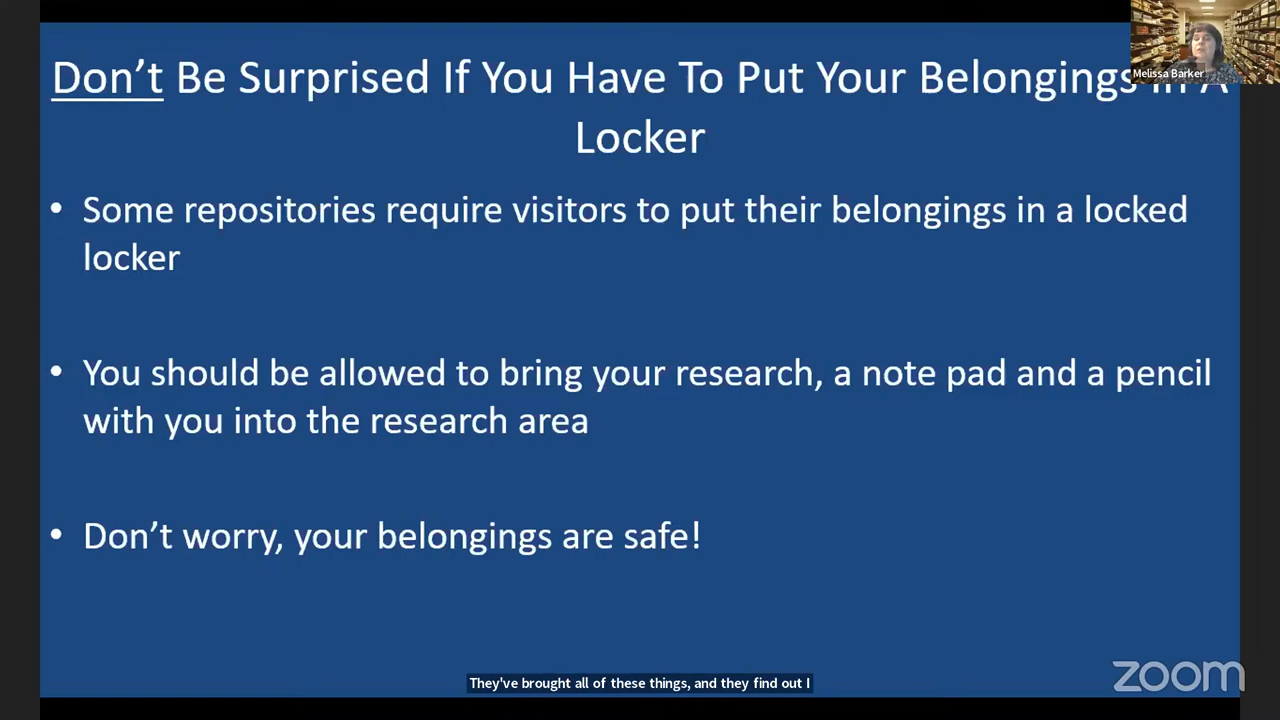 Don't Be Surprised If You Have To Put Your Belongings In A
Locker
Melissa Barker
• Some repositories require visitors to put their belongings in a locked
locker
• You should be allowed to bring your research, a note pad and a pencil
with you into the research area
• Don't worry, your belongings are safe!
They've brought all of these things, and they find out I
zoom